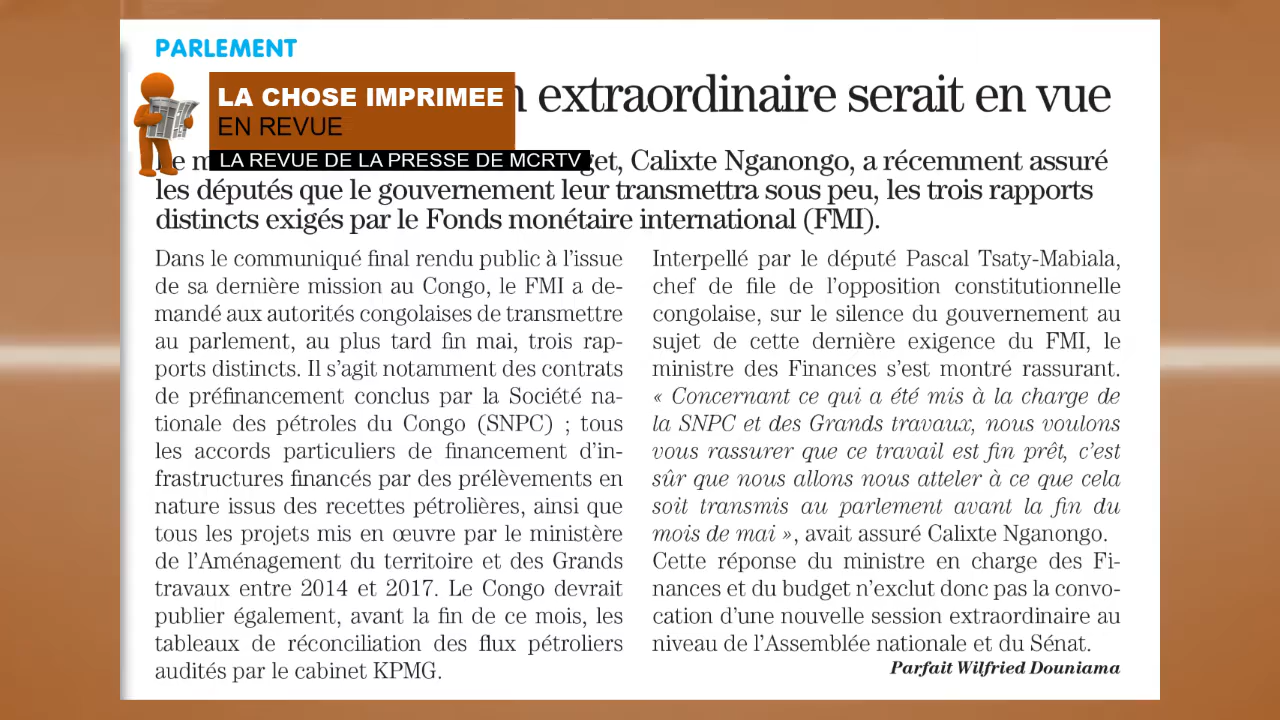 PARLEMENT
LA CHOSE IMPRIMEE
EN REVUE
LA REVUE DE LA PRESSE DE MCRTV
extraordinaire serait en vue
Calixte Nganongo, a récemment assuré
les députés que le gouvernement leur transmettra sous peu, les trois rapports
distincts exigés par le Fonds monétaire international (FMI).
Dans le communiqué final rendu public à l’issue
de sa dernière mission au Congo, le FMI a de-
mandé aux autorités congolaises de transmettre
au parlement, au plus tard fin mai, trois rap-
ports distincts. Il s’agit notamment des contrats
de préfinancement conclus par la Société na-
tionale des pétroles du Congo (SNPC) ; tous
les accords particuliers de financement d’in-
frastructures financés par des prélèvements en
nature issus des recettes pétrolières, ainsi que
tous les projets mis en œuvre par le ministère
de l’Aménagement du territoire et des Grands
travaux entre 2014 et 2017. Le Congo devrait
publier également, avant la fin de ce mois, les
tableaux de réconciliation des flux pétroliers
audités par le cabinet KPMG.
Interpellé par le député Pascal Tsaty-Mabiala,
chef de file de l’opposition constitutionnelle
congolaise, sur le silence du gouvernement au
sujet de cette dernière exigence du FMI, le
ministre des Finances s’est montré rassurant.
« Concernant ce qui a été mis à la charge de
la SNPC et des Grands travaux, nous voulons
vous rassurer que ce travail est fin prêt, c’est
sûr que nous allons nous atteler à ce que cela
soit transmis au parlement avant la fin du
mois de mai », avait assuré Calixte Nganongo.
Cette réponse du ministre en charge des Fi-
nances et du budget n’exclut donc pas la convo-
cation d’une nouvelle session extraordinaire au
niveau de l’Assemblée nationale et du Sénat.
Parfait Wilfried Douniama